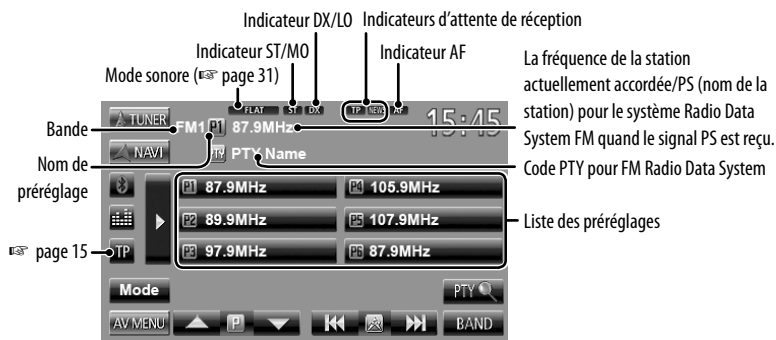 Indicateur DX/LO
Indicateurs d'attente de réception
Indicateur ST/MO
Indicateur AF
Mode sonore (☞ page 31)
La fréquence de la station
actuellement accordée/PS (nom de la
station) pour le système Radio Data
System FM quand le signal PS est reçu.
Code PTY pour FM Radio Data System
Bande
Nom de
préréglage
☞ page 15
Liste des préréglages
TUNER
FLAT ST DX TP NEWS AF
FM1 P1 87.9MHz
15:45
NAVI
PTY PTY Name
P1 87.9MHz
P4 105.9MHz
P2 89.9MHz
P5 107.9MHz
TP
P3 97.9MHz
P6 87.9MHz
Mode
PTY
AV MENU
P
BAND